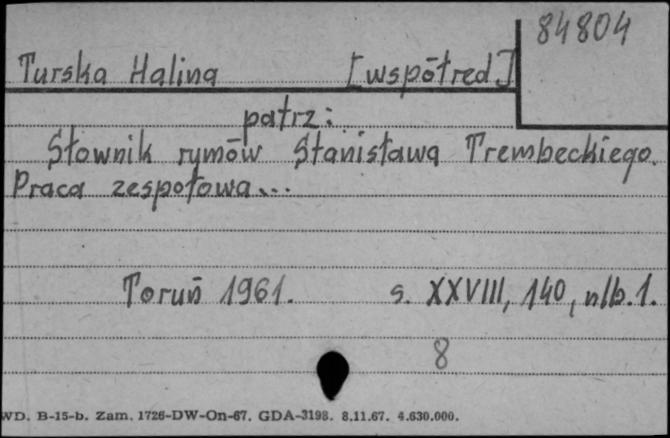 84804
Turska Halina [współred]
patrz:
Słownik rymów Stanisława Trembeckiego.
Praca zespołowa...
Toruń 1961. s. XXVIII, 140, nlb. 1.
8
WD. B-15-b. Zam. 1726-DW-On-67. GDA-3198. 8.11.67. 4.630.000.